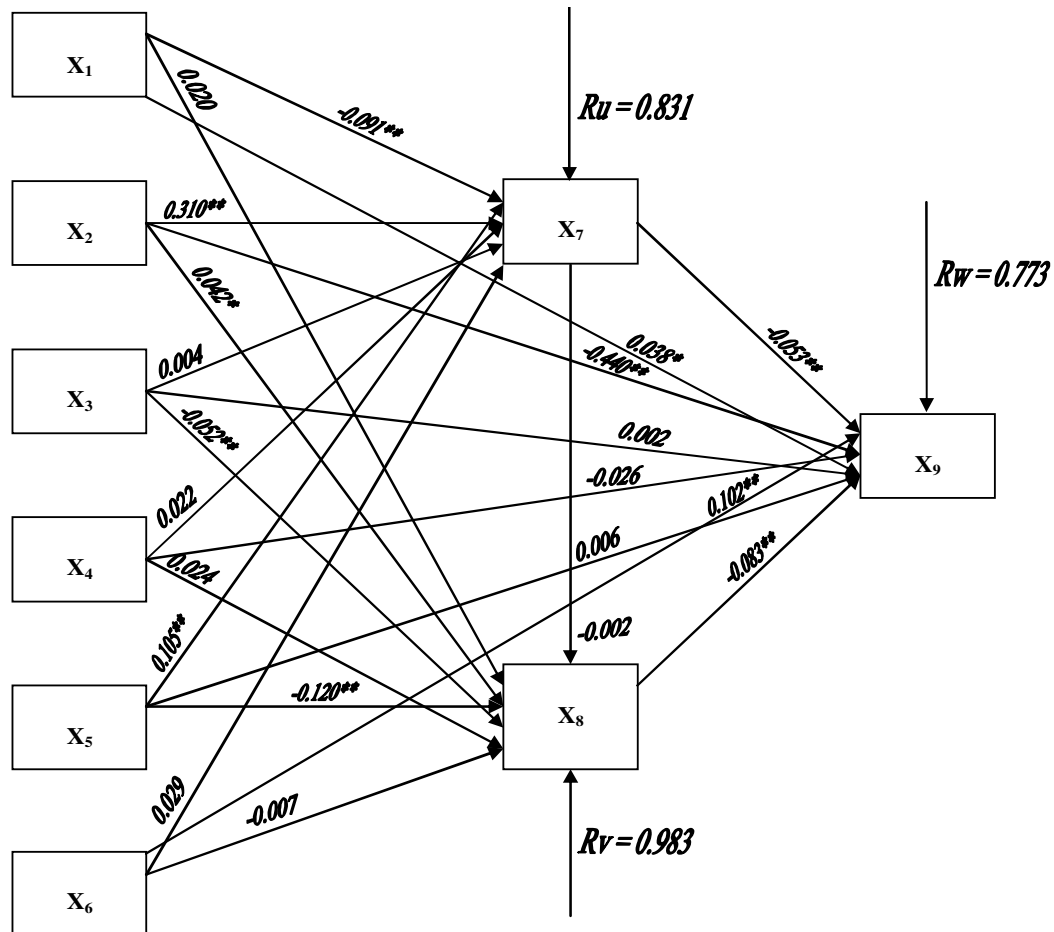 X₁
0.020
-0.091**
Ru = 0.831
X₂
0.310**
X₇
0.042*
Rw = 0.773
X₃
0.004
0.038*
-0.440**
-0.053**
-0.052**
0.002
X₉
X₄
0.022
-0.026
0.102**
0.024
0.006
-0.083**
0.105**
-0.002
X₅
-0.120**
X₈
0.029
-0.007
Rv = 0.983
X₆